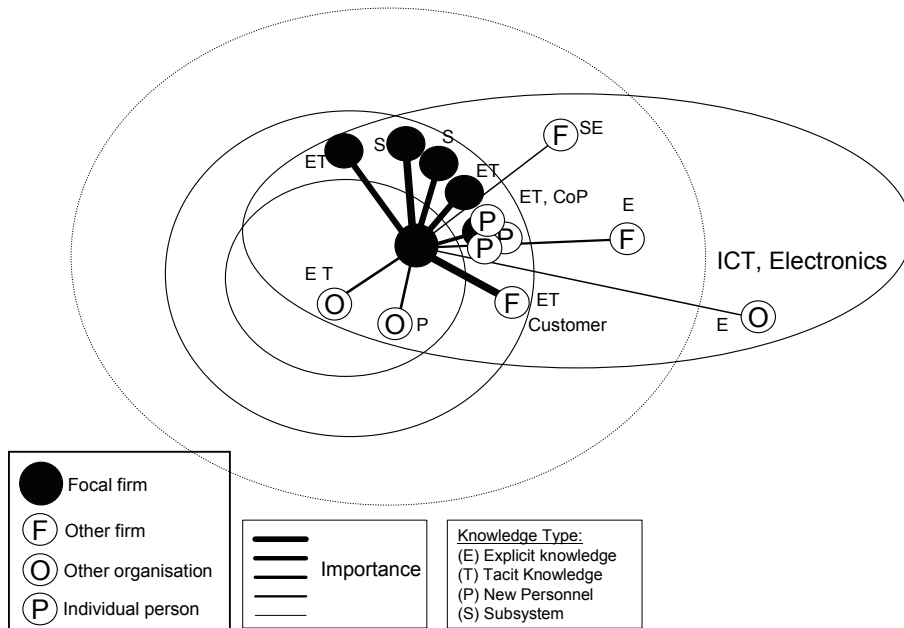 F
SE
S
S
ET
ET
ET, CoP
P
P
P
E
F
ICT, Electronics
E T
O
O
P
F
ET
Customer
E
O
Focal firm
F
Other firm
O
Other organisation
P
Individual person
Importance
Knowledge Type:
(E) Explicit knowledge
(T) Tacit Knowledge
(P) New Personnel
(S) Subsystem